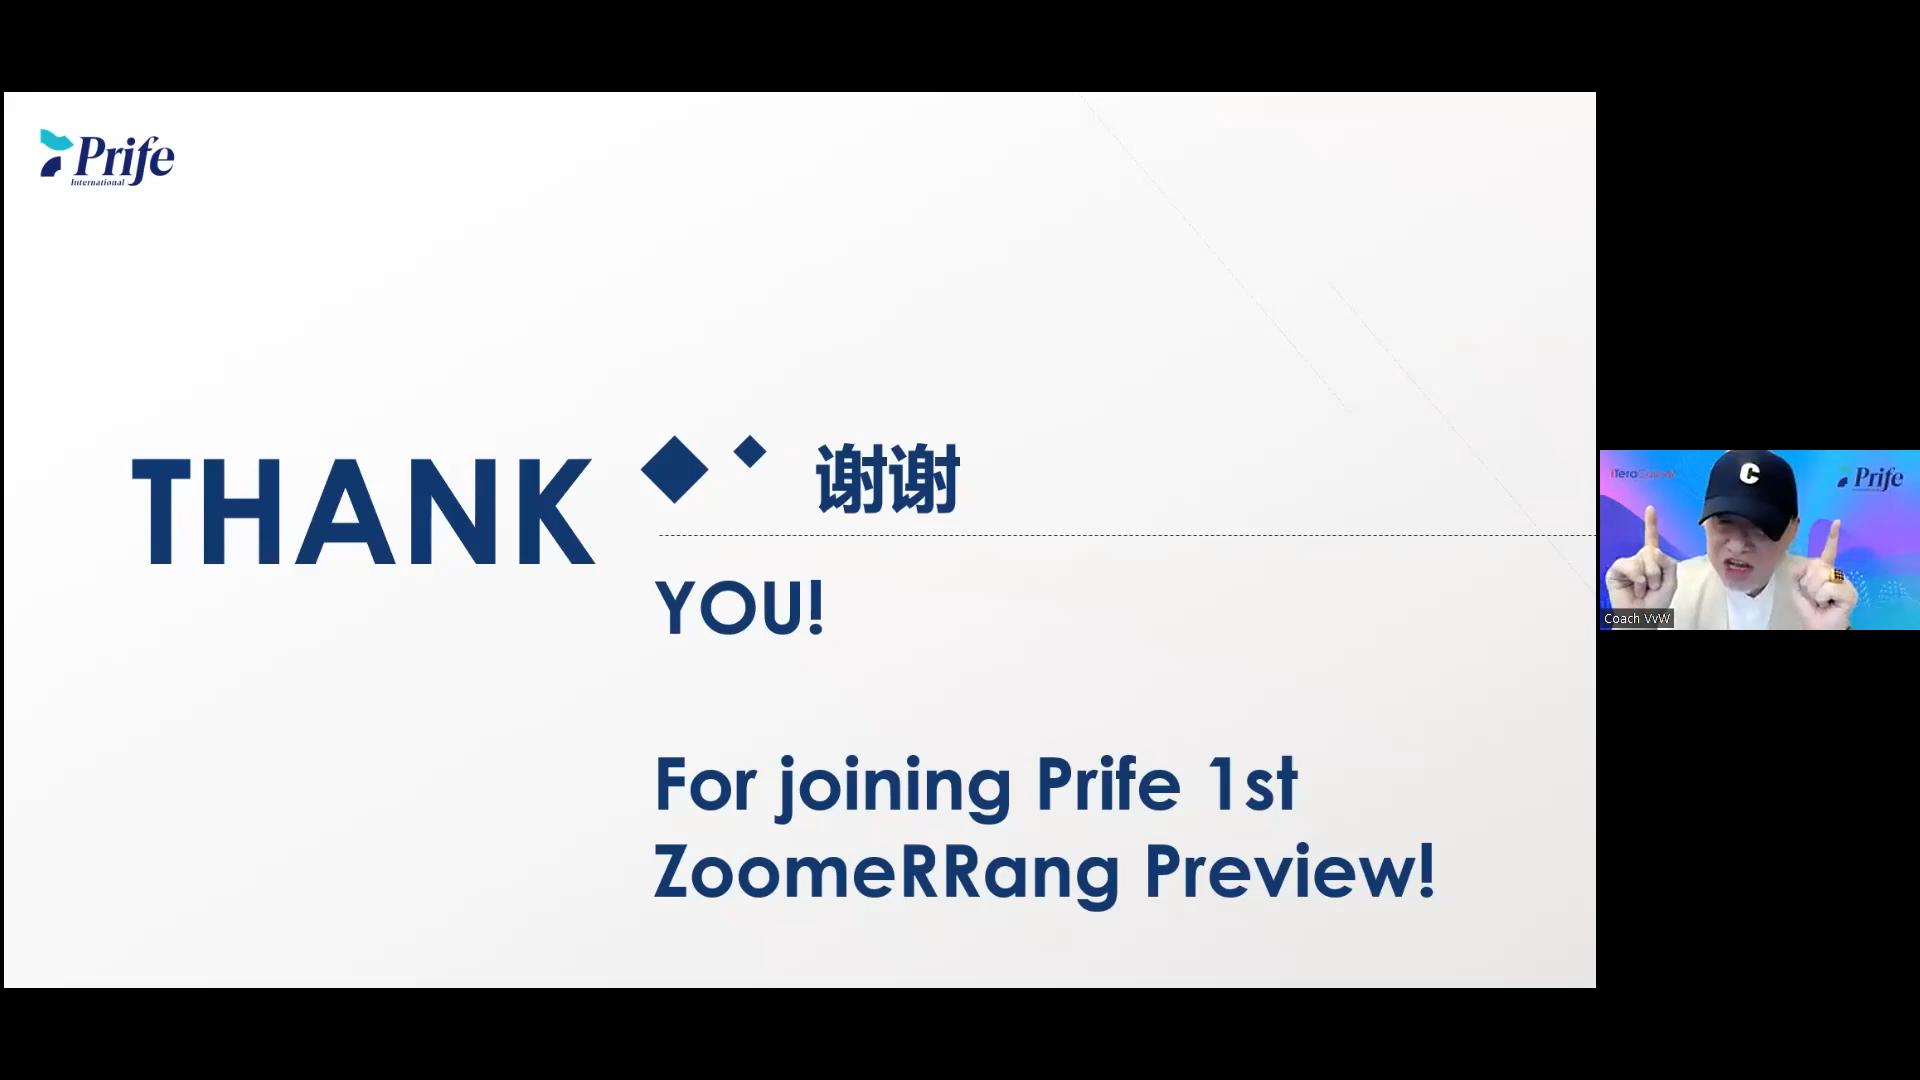 Prife
International
THANK
谢谢
YOU!
For joining Prife 1st
ZoomeRRang Preview!
C
Prife
Coach VvW